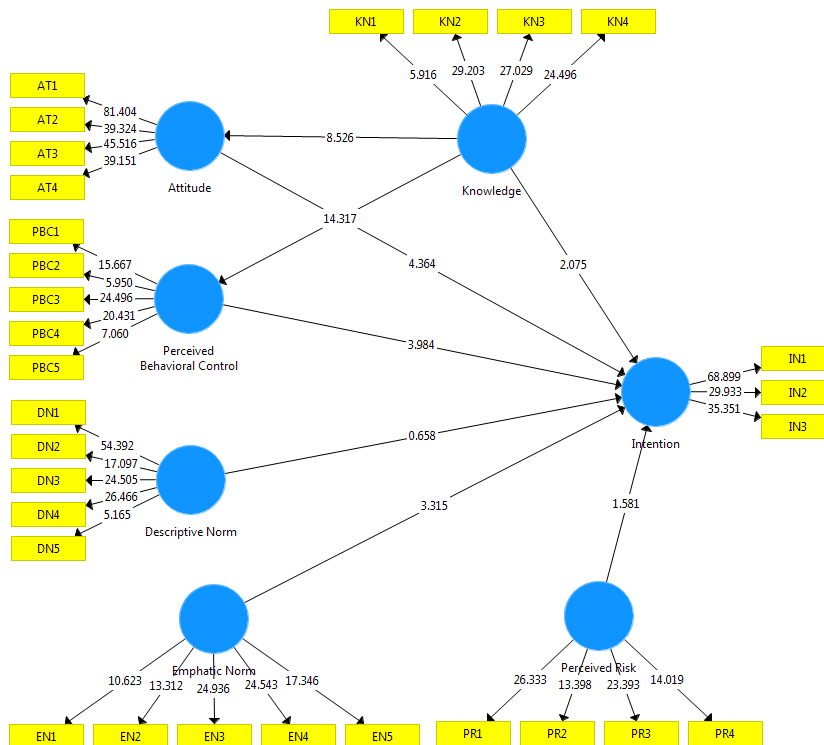 KN1
KN2
KN3
KN4
5.916
29.203
27.029
24.496
AT1
AT2
AT3
AT4
81.404
39.324
45.516
39.151
Attitude
8.526
Knowledge
14.317
4.364
2.075
PBC1
PBC2
PBC3
PBC4
PBC5
15.667
5.950
24.496
20.431
7.060
Perceived
Behavioral Control
3.984
IN1
IN2
IN3
68.899
29.933
35.351
Intention
DN1
DN2
DN3
DN4
DN5
54.392
17.097
24.505
26.466
5.165
Descriptive Norm
0.658
3.315
1.581
Emphatic Norm
10.623
13.312
24.936
24.543
17.346
EN1
EN2
EN3
EN4
EN5
Perceived Risk
26.333
13.398
23.393
14.019
PR1
PR2
PR3
PR4